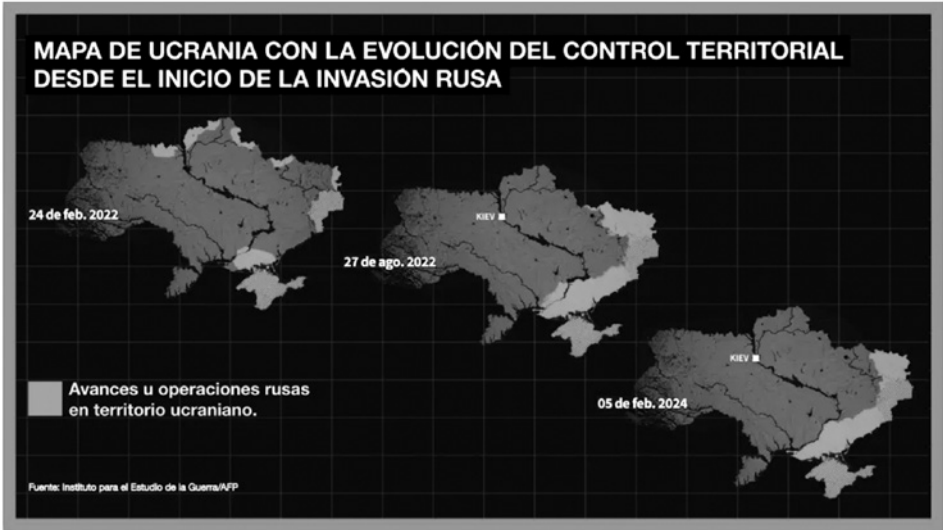 MAPA DE UCRANIA CON LA EVOLUCIÓN DEL CONTROL TERRITORIAL
DESDE EL INICIO DE LA INVASIÓN RUSA
24 de feb. 2022
KIEV
27 de ago. 2022
KIEV
05 de feb. 2024
Avances u operaciones rusas
en territorio ucraniano.
Fuente: Instituto para el Estudio de la Guerra/AFP